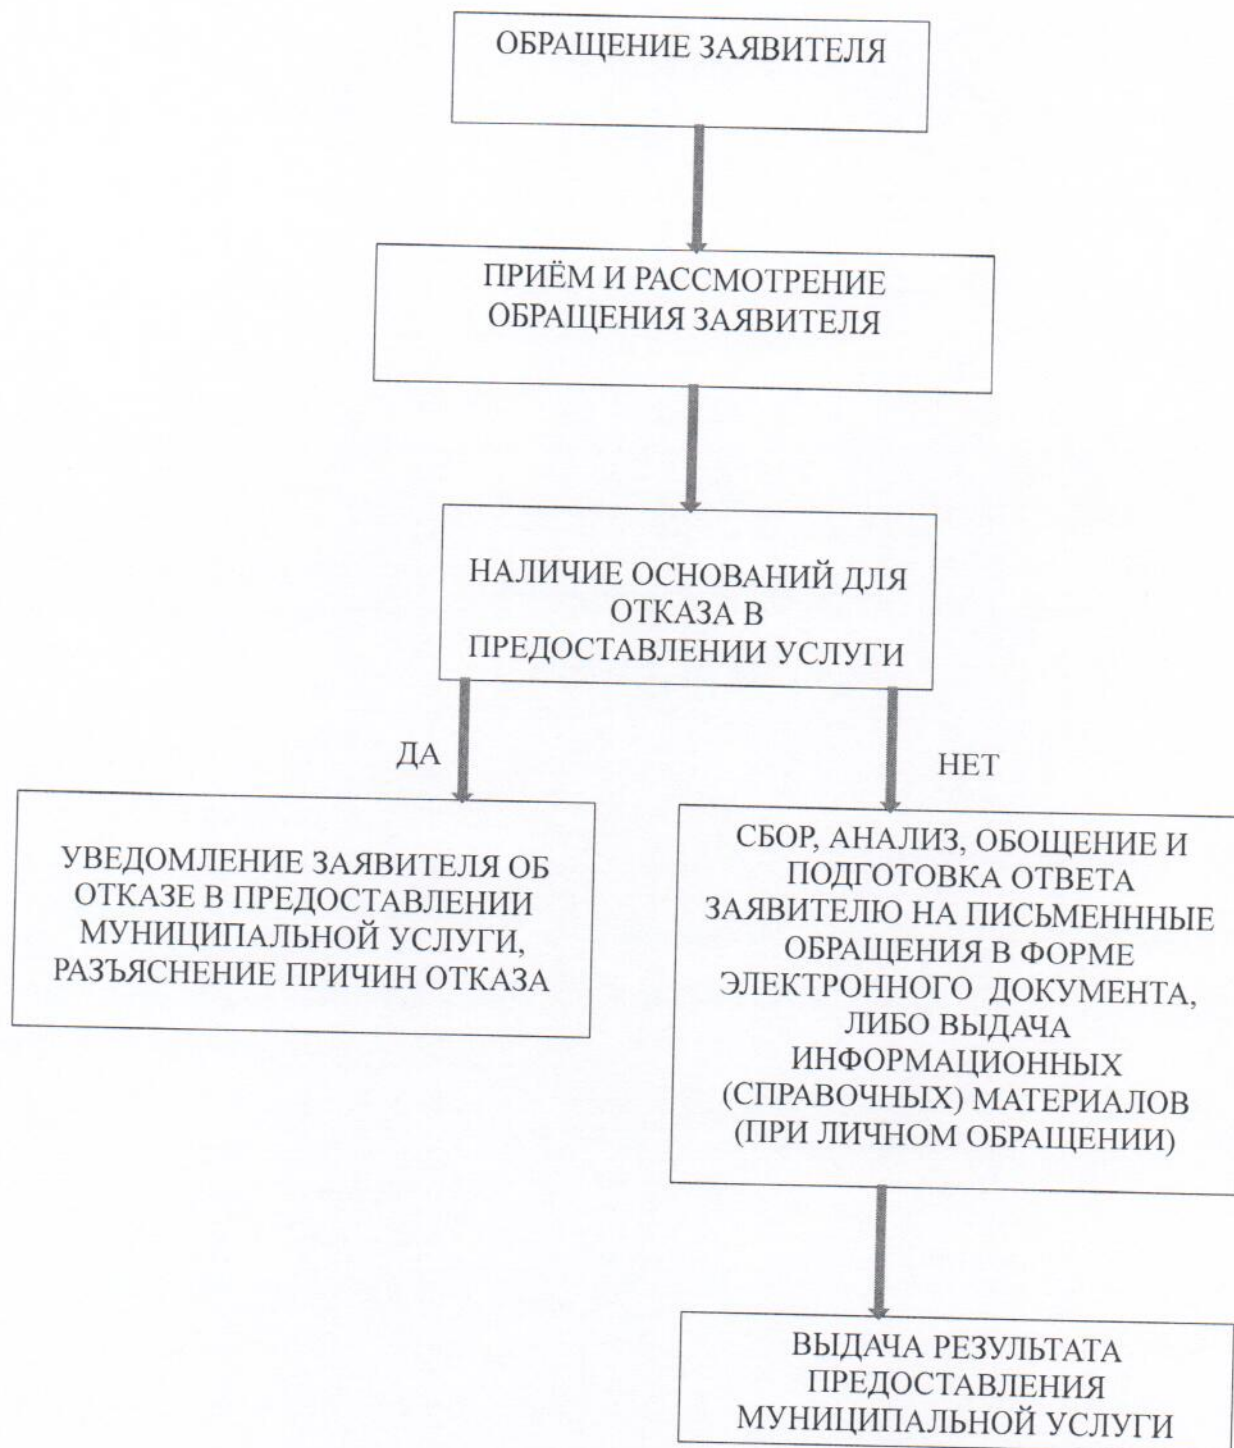 ОБРАЩЕНИЕ ЗАЯВИТЕЛЯ
ПРИЁМ И РАССМОТРЕНИЕ
ОБРАЩЕНИЯ ЗАЯВИТЕЛЯ
НАЛИЧИЕ ОСНОВАНИЙ ДЛЯ
ОТКАЗА В
ПРЕДОСТАВЛЕНИИ УСЛУГИ
ДА
НЕТ
УВЕДОМЛЕНИЕ ЗАЯВИТЕЛЯ ОБ
ОТКАЗЕ В ПРЕДОСТАВЛЕНИИ
МУНИЦИПАЛЬНОЙ УСЛУГИ,
РАЗЪЯСНЕНИЕ ПРИЧИН ОТКАЗА
СБОР, АНАЛИЗ, ОБОЩЕНИЕ И
ПОДГОТОВКА ОТВЕТА
ЗАЯВИТЕЛЮ НА ПИСЬМЕНННЫЕ
ОБРАЩЕНИЯ В ФОРМЕ
ЭЛЕКТРОННОГО ДОКУМЕНТА,
ЛИБО ВЫДАЧА
ИНФОРМАЦИОННЫХ
(СПРАВОЧНЫХ) МАТЕРИАЛОВ
(ПРИ ЛИЧНОМ ОБРАЩЕНИИ)
ВЫДАЧА РЕЗУЛЬТАТА
ПРЕДОСТАВЛЕНИЯ
МУНИЦИПАЛЬНОЙ УСЛУГИ